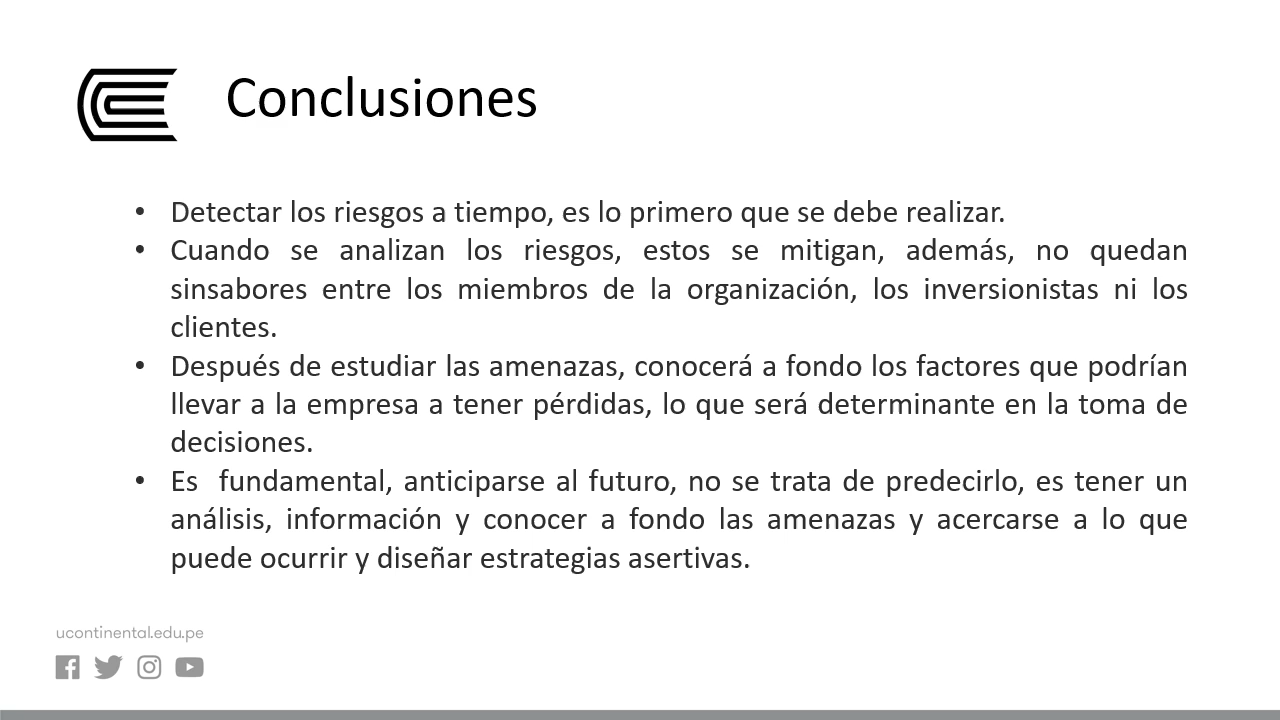 Conclusiones
• Detectar los riesgos a tiempo, es lo primero que se debe realizar.
• Cuando se analizan los riesgos, estos se mitigan, además, no quedan
sinsabores entre los miembros de la organización, los inversionistas ni los
clientes.
• Después de estudiar las amenazas, conocerá a fondo los factores que podrían
llevar a la empresa a tener pérdidas, lo que será determinante en la toma de
decisiones.
• Es  fundamental, anticiparse al futuro, no se trata de predecirlo, es tener un
análisis, información y conocer a fondo las amenazas y acercarse a lo que
puede ocurrir y diseñar estrategias asertivas.
ucontinental.edu.pe